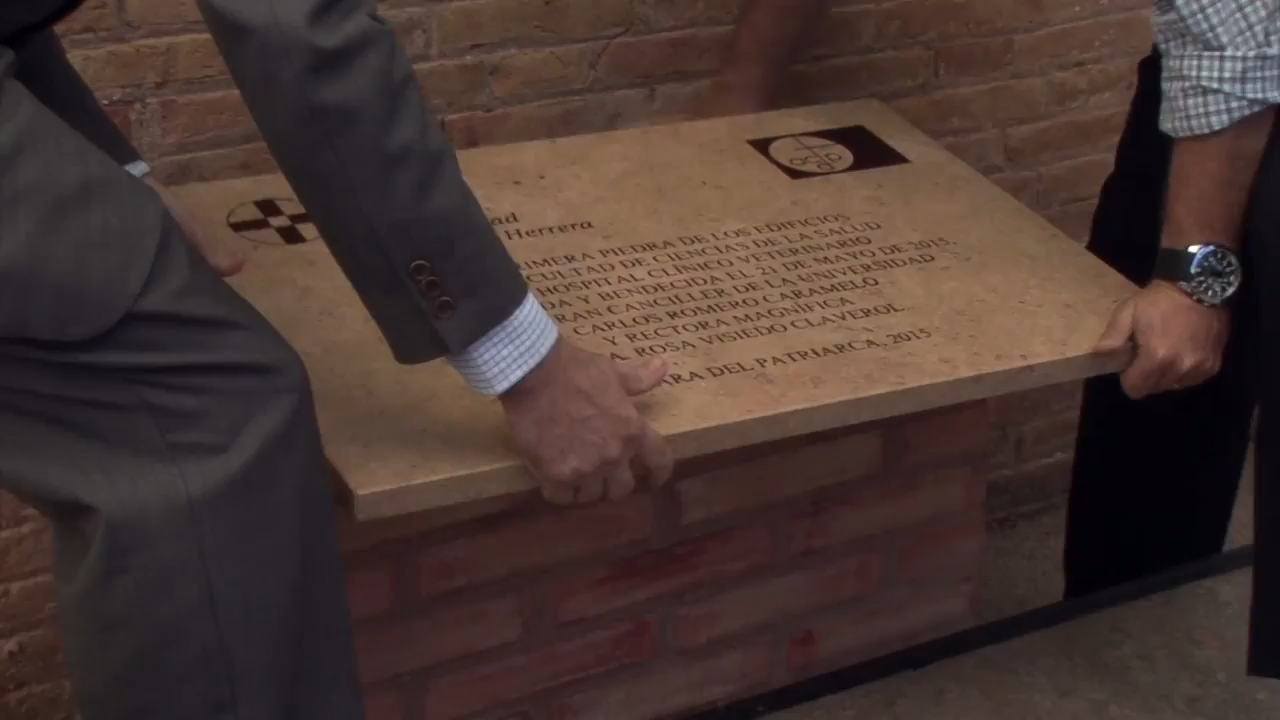 ad
Herrera
PRIMERA PIEDRA DE LOS EDIFICIOS
CULTAD DE CIENCIAS DE LA SALUD
HOSPITAL CLÍNICO VETERINARIO
DA Y BENDECIDA EL 21 DE MAYO DE 2015,
RAN CANCILLER DE LA UNIVERSIDAD
CARLOS ROMERO CARAMELO
Y RECTORA MAGNÍFICA
A. ROSA VISIEDO CLAVEROL.
ARA DEL PATRIARCA, 2015